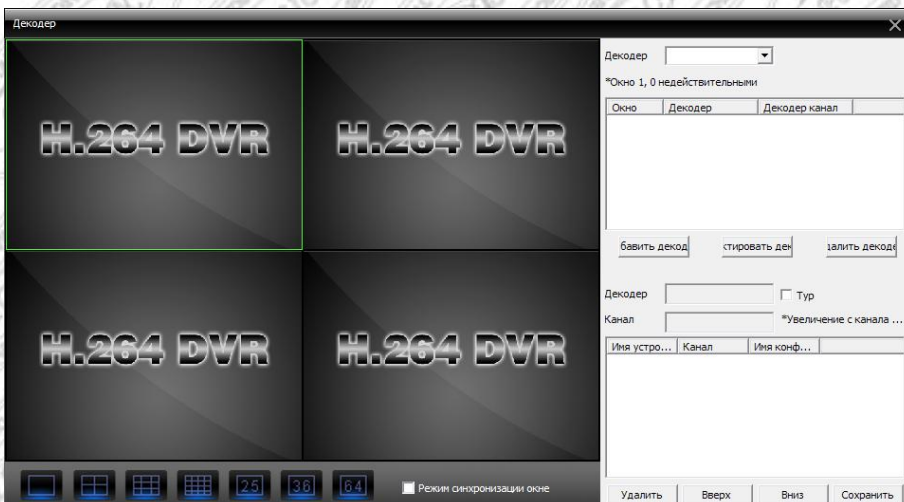 Декодер
H.264 DVR
H.264 DVR
H.264 DVR
H.264 DVR
25
36
64
Режим синхронизации окне
Декодер
*Окно 1, 0 недействительными
Окно Декодер Декодер канал
бавить декод стировать дек алить декоде
Декодер
Тур
Канал
*Увеличение с канала ...
Имя устро... Канал Имя конф...
Удалить Вверх Вниз Сохранить